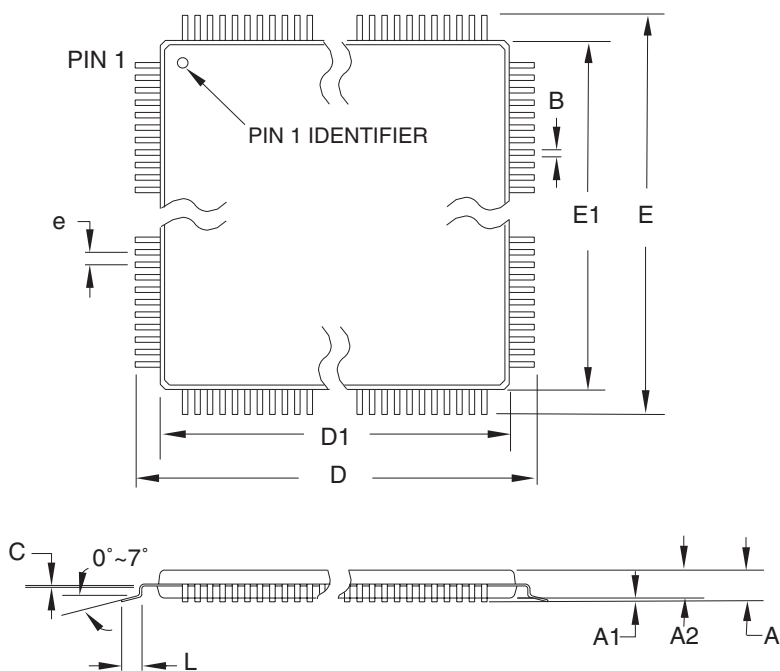 PIN 1
PIN 1 IDENTIFIER
B
e
E1
E
D1
D
C
0°~7°
L
A1
A2
A